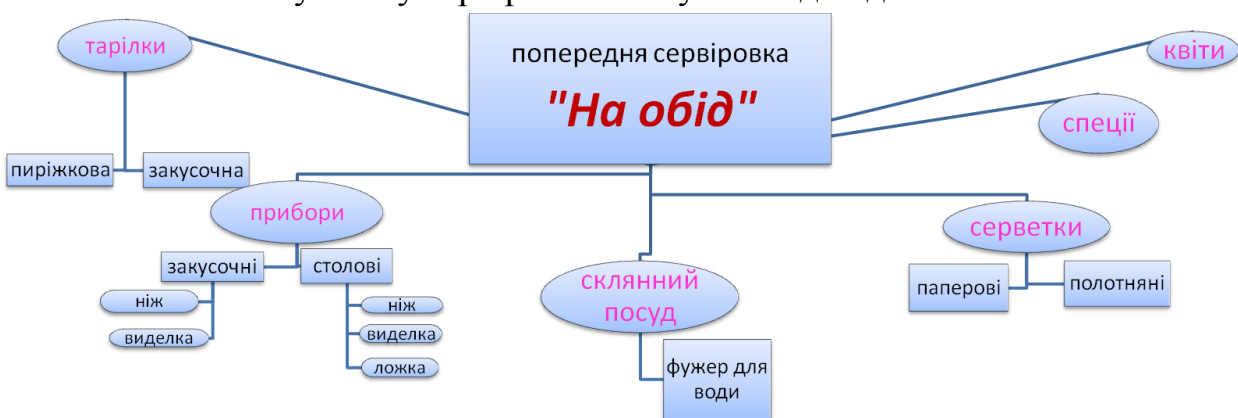 тарілки
попередня сервіровка
"На обід"
квіти
спеції
пиріжкова
закусочна
прибори
серветки
закусочні
столові
склянний
посуд
паперові
полотняні
ніж
виделка
ніж
виделка
ложка
фужер для
води